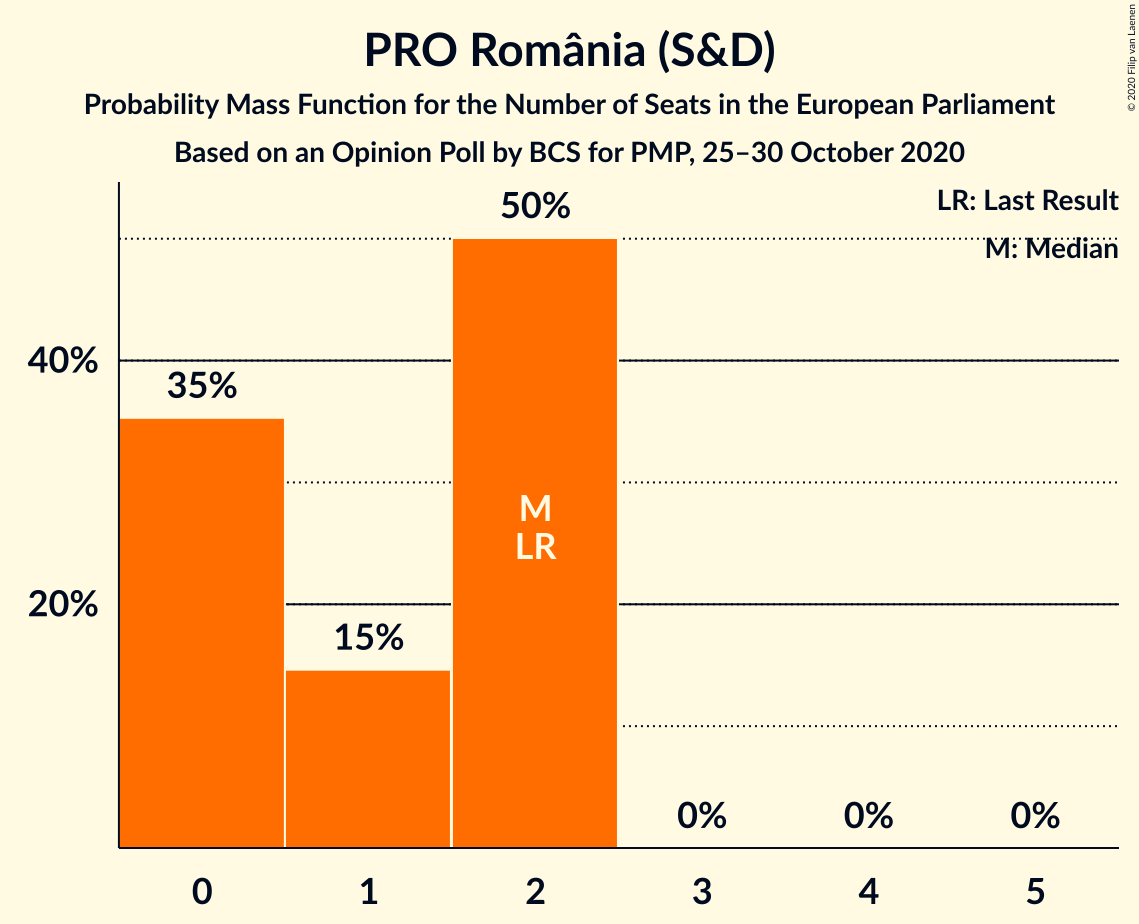 PRO România (S&D)
Probability Mass Function for the Number of Seats in the European Parliament
Based on an Opinion Poll by BCS for PMP, 25–30 October 2020
© 2020 Filip van Laenen
LR: Last Result
M: Median
50%
40%
35%
M
LR
20%
15%
0% 0% 0%
0 1 2 3 4 5